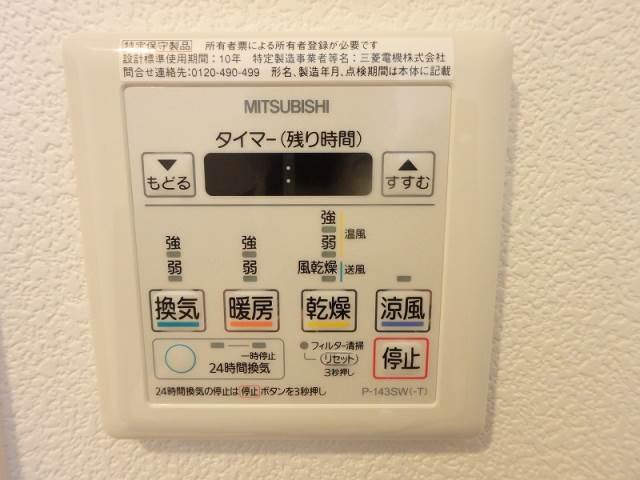 特定保守製品 所有者票による所有者登録が必要です
設計標準使用期間：10年 特定製造事業者等名：三菱電機株式会社
問合せ連絡先：0120-490-499 形名、製造年月、点検期間は本体に記載
MITSUBISHI
タイマー(残り時間)
▼ ▲
もどる : すすむ
強 強 強 温風
弱 弱 弱
風乾燥 送風
換気 暖房 乾燥 涼風
一時停止
24時間換気
フィルター清掃
リセット
3秒押し
停止
24時間換気の停止は停止ボタンを3秒押し
P-143SW(-T)